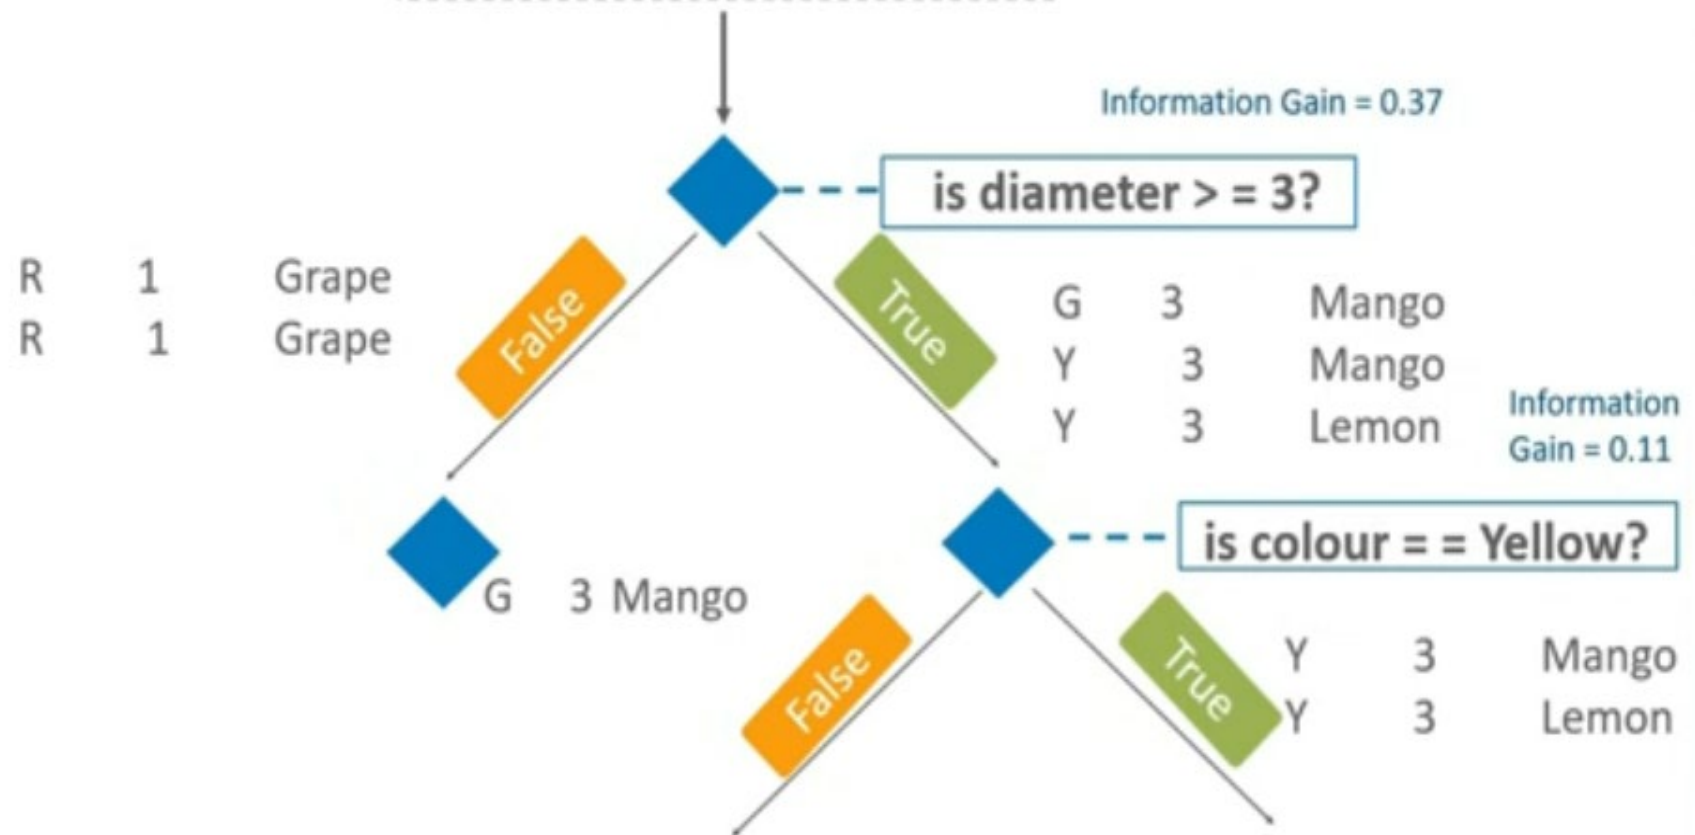 Information Gain = 0.37
is diameter > = 3?
R 1 Grape
R 1 Grape
False
True
G 3 Mango
Y 3 Mango
Y 3 Lemon
Information
Gain = 0.11
is colour = = Yellow?
G 3 Mango
False
True
Y 3 Mango
Y 3 Lemon